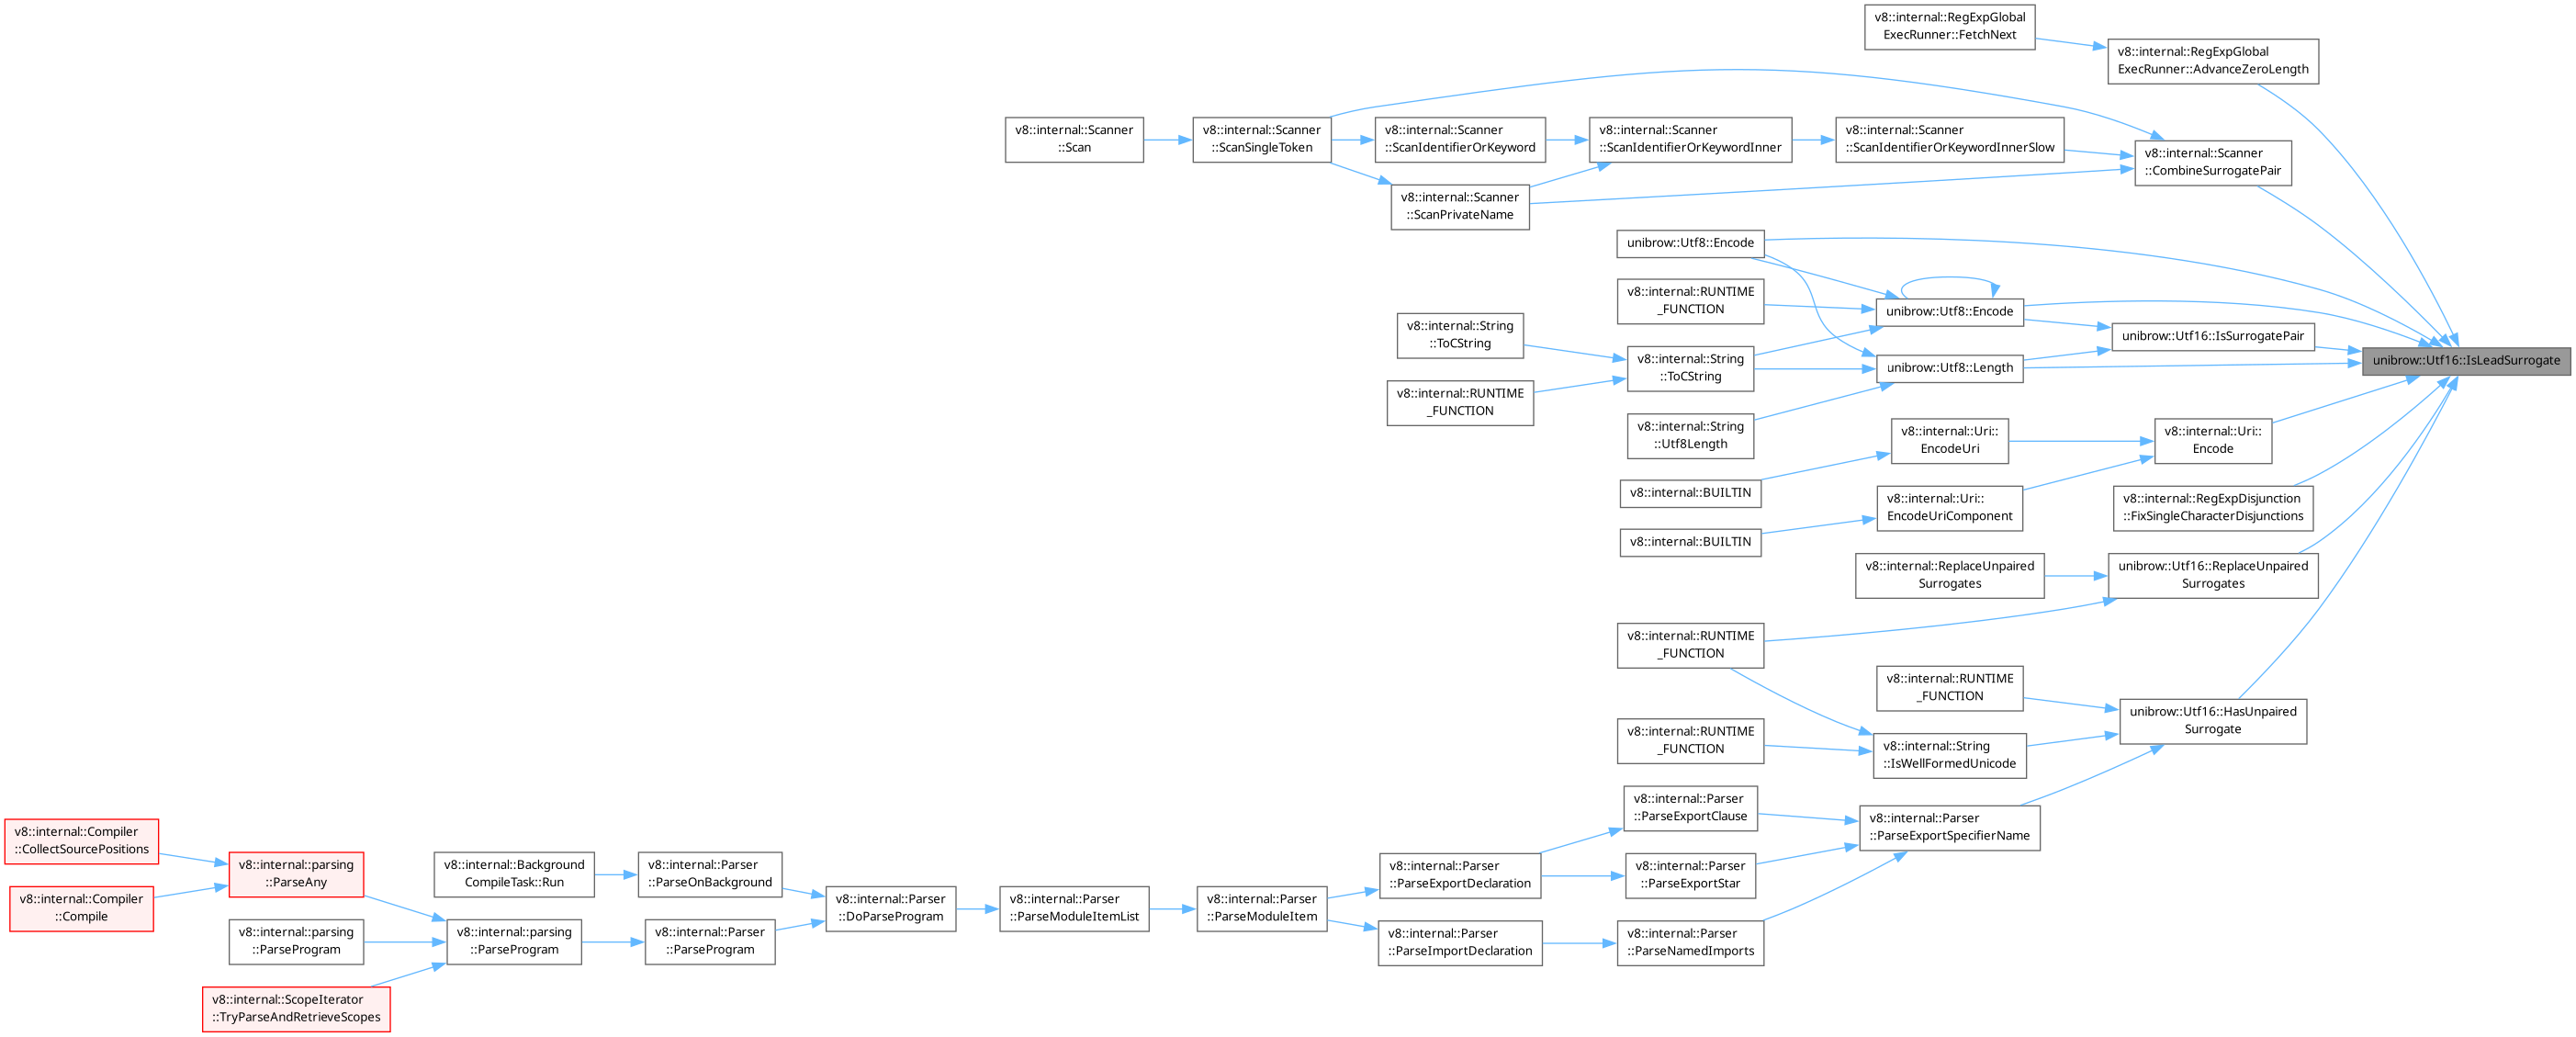 v8::internal::RegExpGlobal
ExecRunner::FetchNext
v8::internal::RegExpGlobal
ExecRunner::AdvanceZeroLength
v8::internal::Scanner
::Scan
v8::internal::Scanner
::ScanSingleToken
v8::internal::Scanner
::ScanIdentifierOrKeyword
v8::internal::Scanner
::ScanIdentifierOrKeywordInner
v8::internal::Scanner
::ScanIdentifierOrKeywordInnerSlow
v8::internal::Scanner
::CombineSurrogatePair
v8::internal::Scanner
::ScanPrivateName
unibrow::Utf8::Encode
v8::internal::RUNTIME
_FUNCTION
unibrow::Utf8::Encode
v8::internal::String
::ToCString
unibrow::Utf16::IsSurrogatePair
unibrow::Utf16::IsLeadSurrogate
v8::internal::String
::ToCString
unibrow::Utf8::Length
v8::internal::RUNTIME
_FUNCTION
v8::internal::String
::Utf8Length
v8::internal::Uri::
EncodeUri
v8::internal::Uri::
Encode
v8::internal::BUILTIN
v8::internal::Uri::
EncodeUriComponent
v8::internal::RegExpDisjunction
::FixSingleCharacterDisjunctions
v8::internal::BUILTIN
v8::internal::ReplaceUnpaired
Surrogates
unibrow::Utf16::ReplaceUnpaired
Surrogates
v8::internal::RUNTIME
_FUNCTION
v8::internal::RUNTIME
_FUNCTION
unibrow::Utf16::HasUnpaired
Surrogate
v8::internal::RUNTIME
_FUNCTION
v8::internal::String
::IsWellFormedUnicode
v8::internal::Parser
::ParseExportClause
v8::internal::Parser
::ParseExportSpecifierName
v8::internal::Compiler
::CollectSourcePositions
v8::internal::parsing
::ParseAny
v8::internal::Background
CompileTask::Run
v8::internal::Parser
::ParseOnBackground
v8::internal::Parser
::ParseExportDeclaration
v8::internal::Parser
::ParseExportStar
v8::internal::Compiler
::Compile
v8::internal::Parser
::DoParseProgram
v8::internal::Parser
::ParseModuleItemList
v8::internal::Parser
::ParseModuleItem
v8::internal::parsing
::ParseProgram
v8::internal::parsing
::ParseProgram
v8::internal::Parser
::ParseProgram
v8::internal::Parser
::ParseImportDeclaration
v8::internal::Parser
::ParseNamedImports
v8::internal::ScopeIterator
::TryParseAndRetrieveScopes